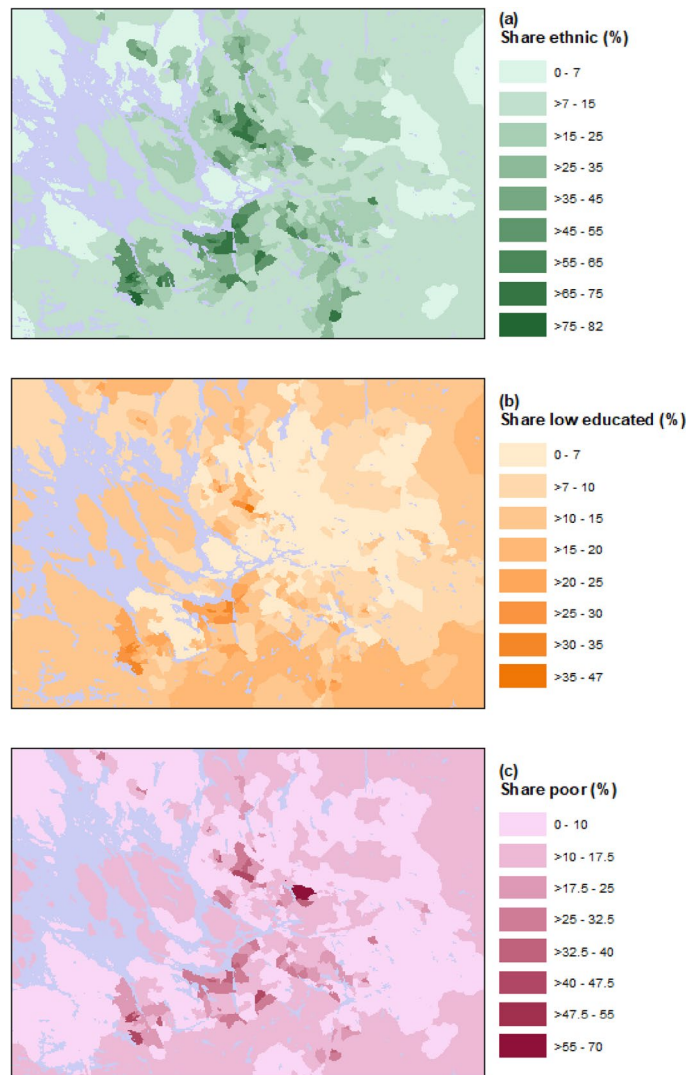 (a)
Share ethnic (%)
0 - 7
>7 - 15
>15 - 25
>25 - 35
>35 - 45
>45 - 55
>55 - 65
>65 - 75
>75 - 82
(b)
Share low educated (%)
0 - 7
>7 - 10
>10 - 15
>15 - 20
>20 - 25
>25 - 30
>30 - 35
>35 - 47
(c)
Share poor (%)
0 - 10
>10 - 17.5
>17.5 - 25
>25 - 32.5
>32.5 - 40
>40 - 47.5
>47.5 - 55
>55 - 70